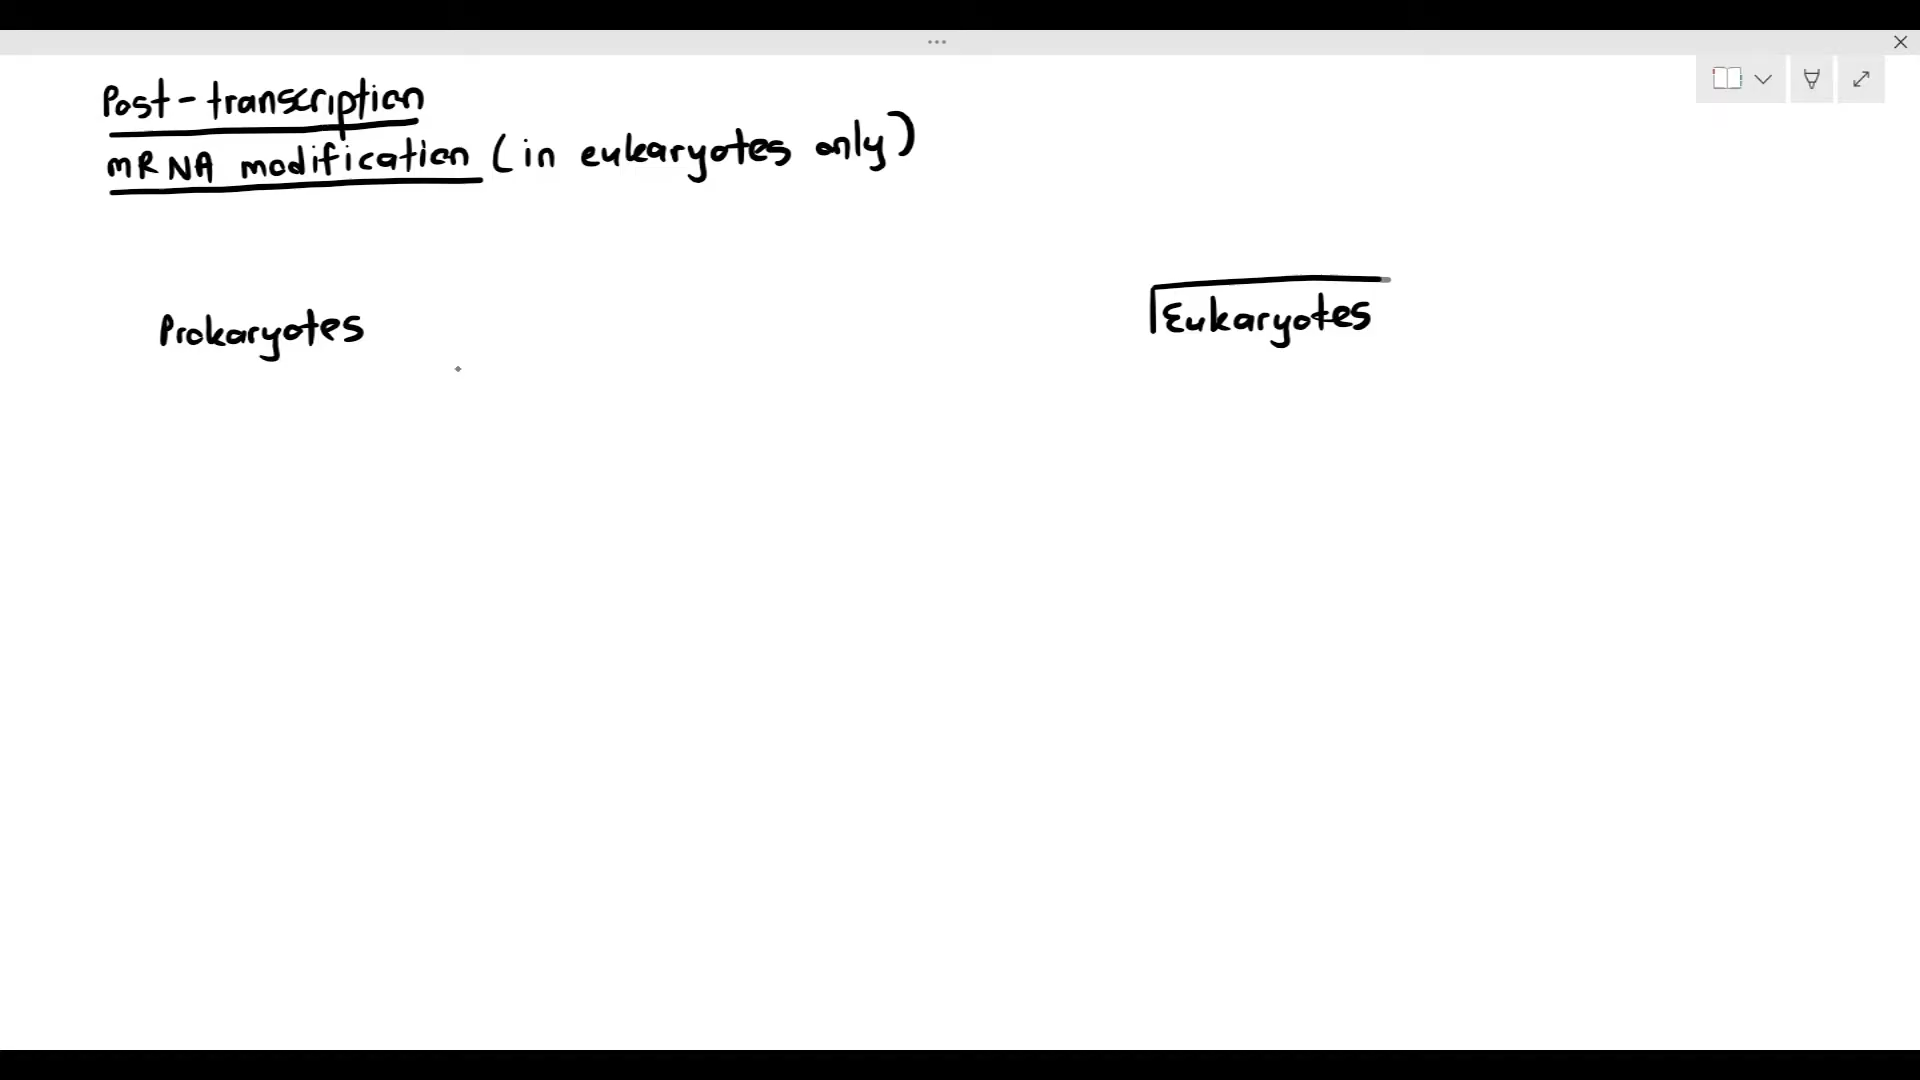 Post-transcription
mRNA modification (in eukaryotes only)
Prokaryotes
Eukaryotes